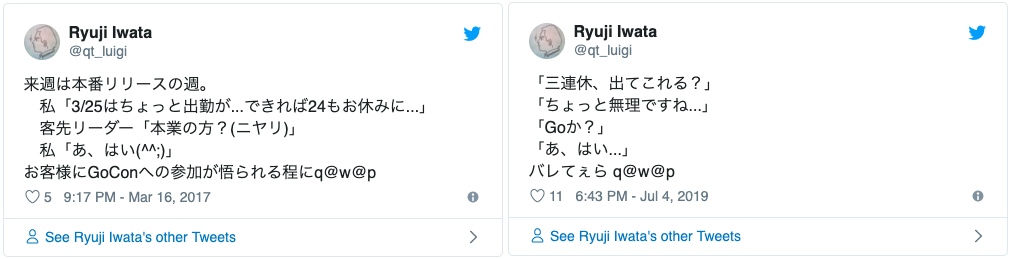 Ryuji Iwata
@qt_luigi
来週は本番リリースの週。
私「3/25はちょっと出勤が...できれば24もお休みに...」
客先リーダー「本業の方？(ニヤリ)」
私「あ、はい(^^;)」
お客様にGoConへの参加が悟られる程にq@w@p
5 9:17 PM - Mar 16, 2017
See Ryuji Iwata's other Tweets
Ryuji Iwata
@qt_luigi
「三連休、出てこれる？」
「ちょっと無理ですね...」
「Goか？」
「あ、はい...」
バレてぇら q@w@p
11 6:43 PM - Jul 4, 2019
See Ryuji Iwata's other Tweets